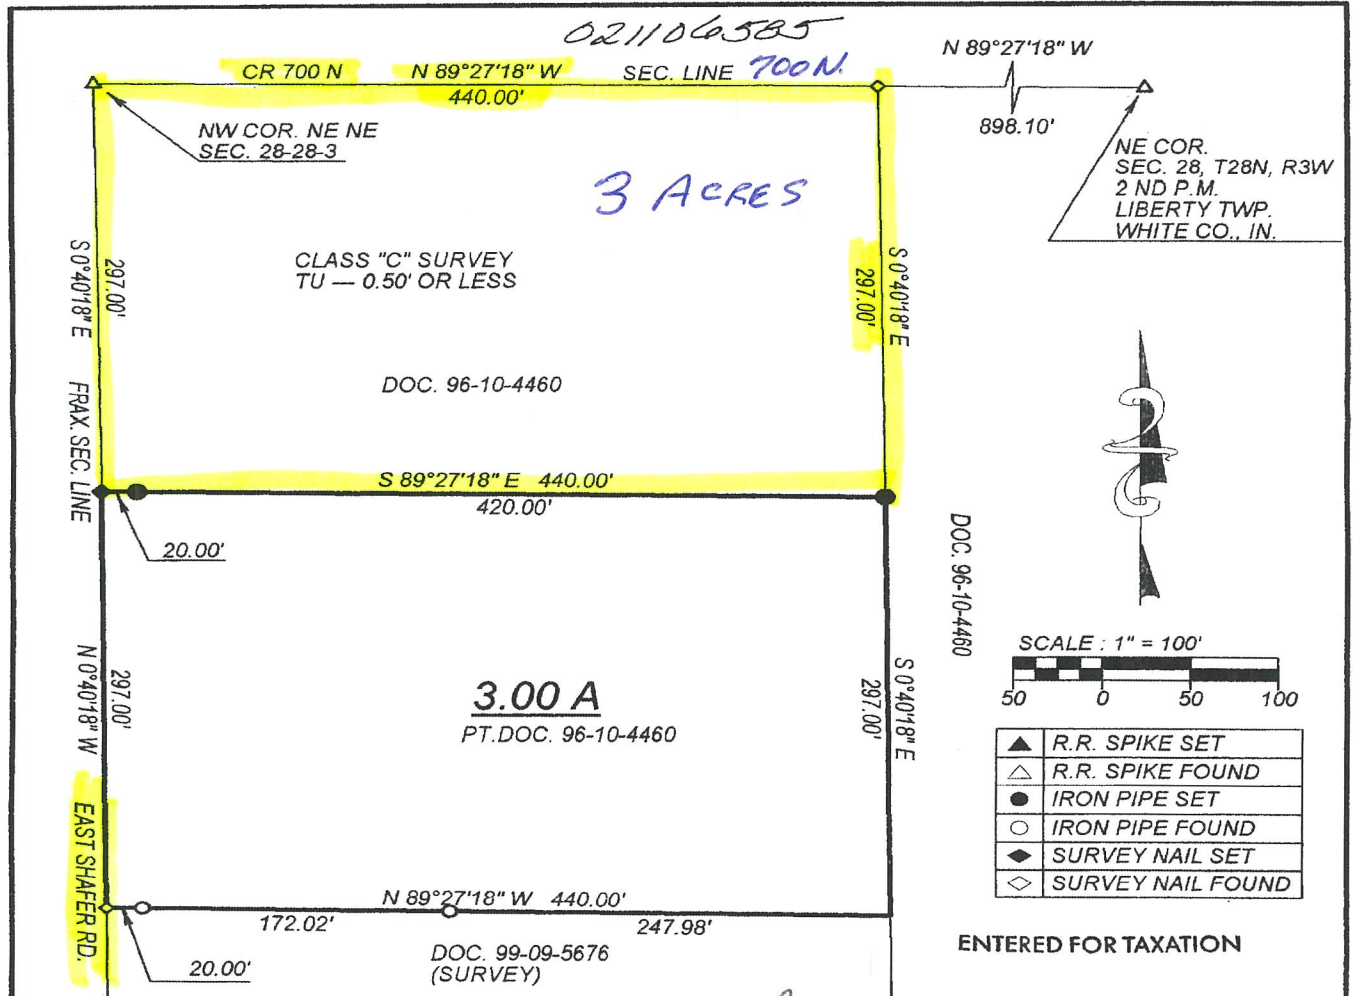 021106585
CR 700 N
N 89°27'18" W
SEC. LINE
700 N.
N 89°27'18" W
440.00'
898.10'
NW COR. NE NE
SEC. 28-28-3
NE COR.
SEC. 28, T28N, R3W
2 ND P.M.
LIBERTY TWP.
WHITE CO., IN.
3 ACRES
CLASS "C" SURVEY
TU — 0.50' OR LESS
297.00'
S 0°40'18" E
FRAX. SEC. LINE
S 0°40'18" E
297.00'
DOC. 96-10-4460
S 89°27'18" E 440.00'
420.00'
20.00'
DOC. 96-10-4460
SCALE : 1" = 100'
50 0 50 100
297.00'
N 0°40'18" W
3.00 A
PT.DOC. 96-10-4460
S 0°40'18" E
297.00'
R.R. SPIKE SET
R.R. SPIKE FOUND
IRON PIPE SET
IRON PIPE FOUND
SURVEY NAIL SET
SURVEY NAIL FOUND
EAST SHAFER RD.
N 89°27'18" W 440.00'
172.02'
247.98'
20.00'
DOC. 99-09-5676
(SURVEY)
ENTERED FOR TAXATION